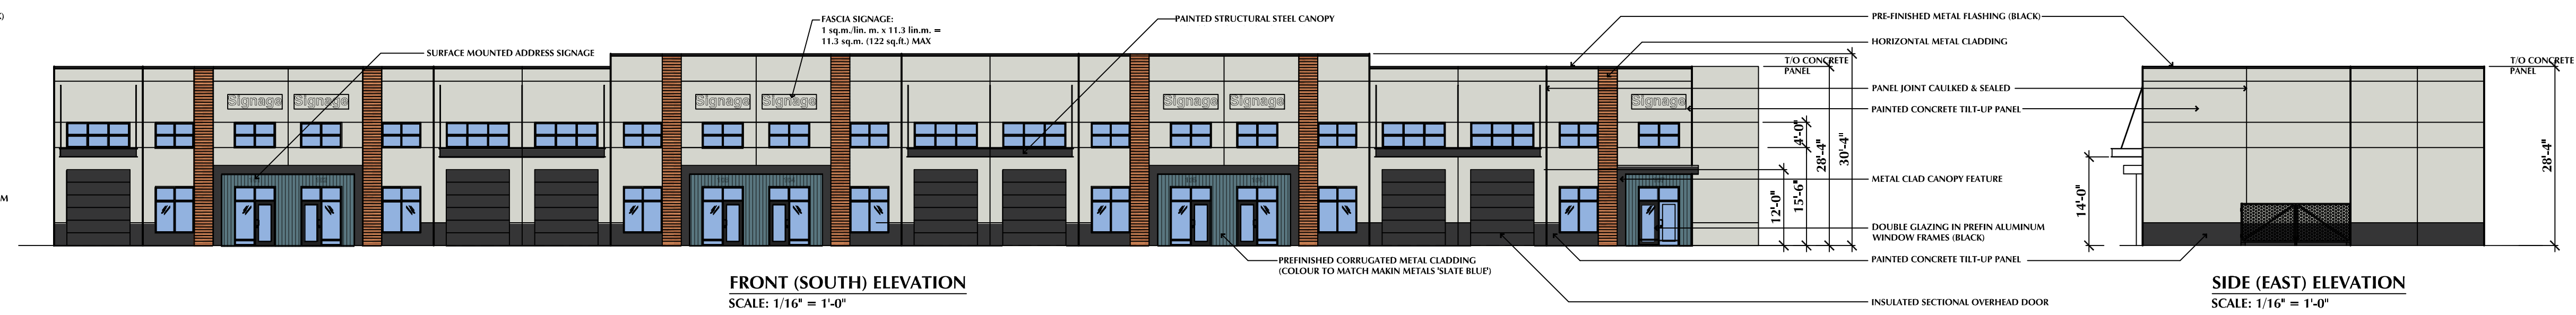 SURFACE MOUNTED ADDRESS SIGNAGE
FASCIA SIGNAGE:
1 sq.m./lin. m. x 11.3 lin.m. =
11.3 sq.m. (122 sq.ft.) MAX
PAINTED STRUCTURAL STEEL CANOPY
Signage
Signage
Signage
Signage
Signage
Signage
Signage
PREFINISHED CORRUGATED METAL CLADDING
(COLOUR TO MATCH MAKIN METALS 'SLATE BLUE')
FRONT (SOUTH) ELEVATION
SCALE: 1/16" = 1'-0"
T/O CONCRETE
PANEL
12'-0"
15'-6"
4'-0"
28'-4"
30'-4"
PRE-FINISHED METAL FLASHING (BLACK)
HORIZONTAL METAL CLADDING
PANEL JOINT CAULKED & SEALED
PAINTED CONCRETE TILT-UP PANEL
METAL CLAD CANOPY FEATURE
DOUBLE GLAZING IN PREFIN ALUMINUM
WINDOW FRAMES (BLACK)
PAINTED CONCRETE TILT-UP PANEL
INSULATED SECTIONAL OVERHEAD DOOR
14'-0"
T/O CONCRETE
PANEL
28'-4"
SIDE (EAST) ELEVATION
SCALE: 1/16" = 1'-0"